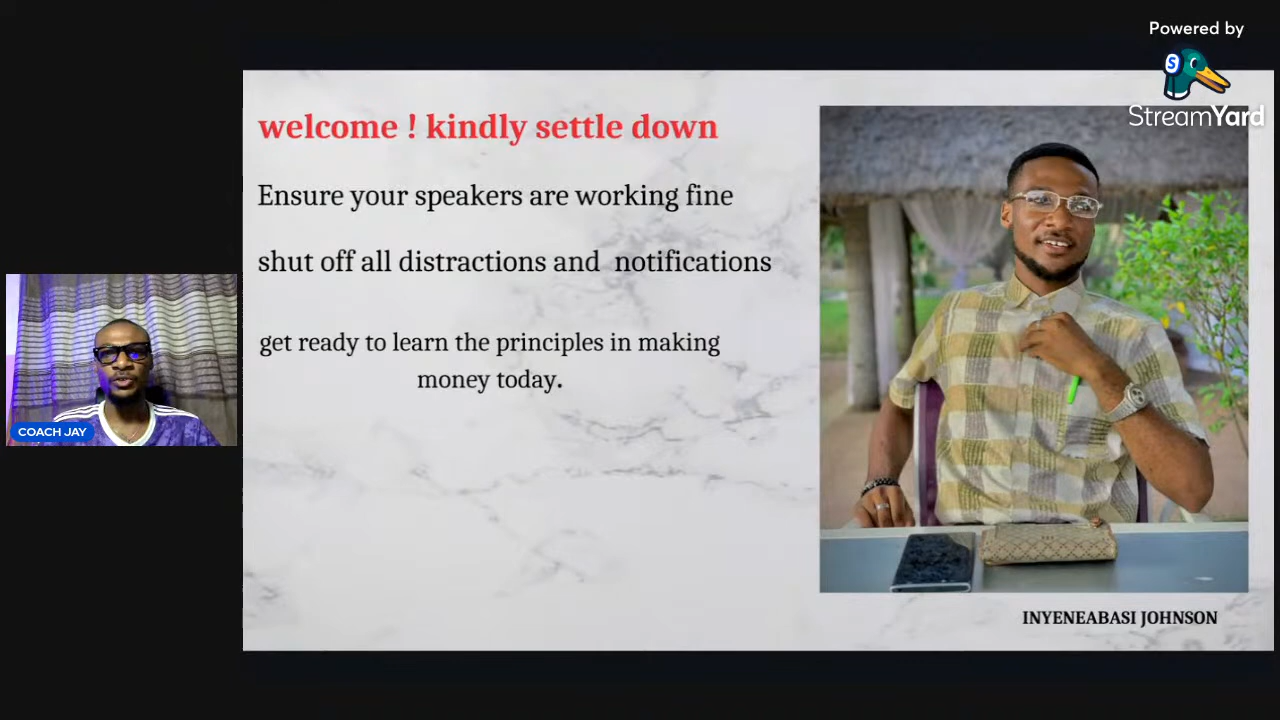 Powered by
StreamYard
welcome ! kindly settle down
Ensure your speakers are working fine
shut off all distractions and  notifications
get ready to learn the principles in making
money today.
COACH JAY
INYENEABASI JOHNSON